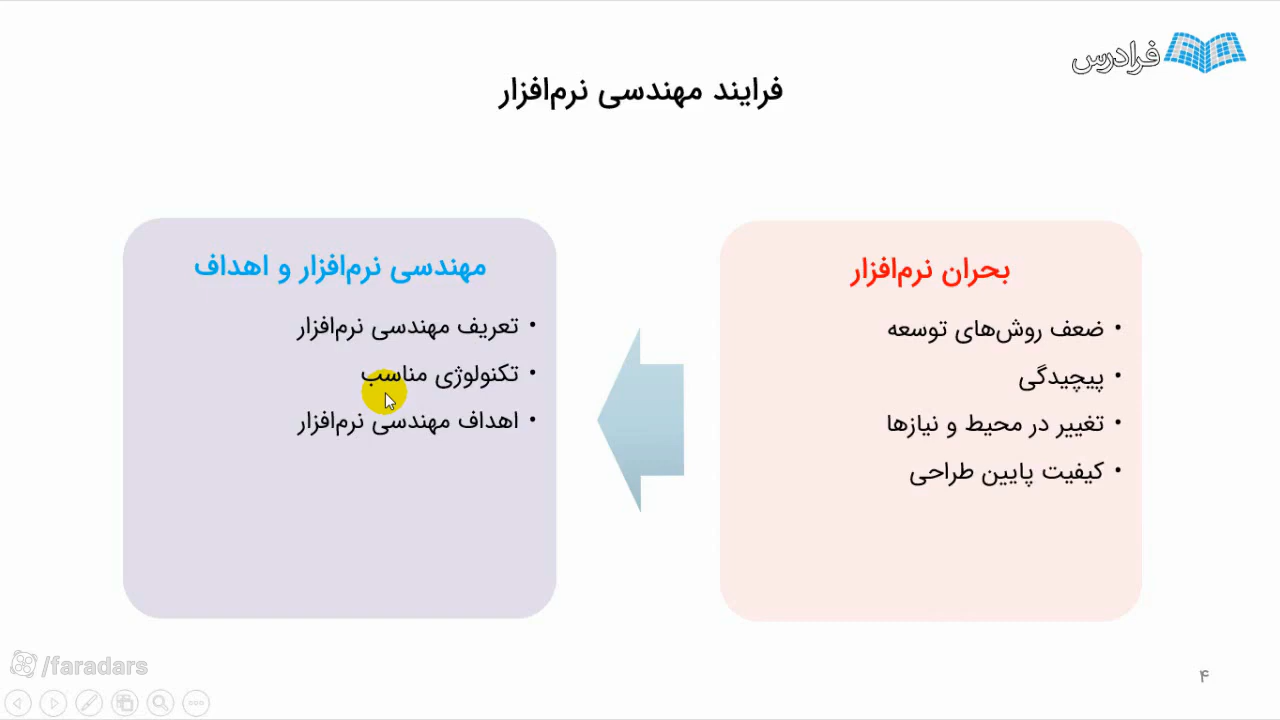 فرادرس
فرایند مهندسی نرم‌افزار
بحران نرم‌افزار
• ضعف روش‌های توسعه
• پیچیدگی
• تغییر در محیط و نیازها
• کیفیت پایین طراحی
مهندسی نرم‌افزار و اهداف
• تعریف مهندسی نرم‌افزار
• تکنولوژی مناسب
• اهداف مهندسی نرم‌افزار
/faradars
۴